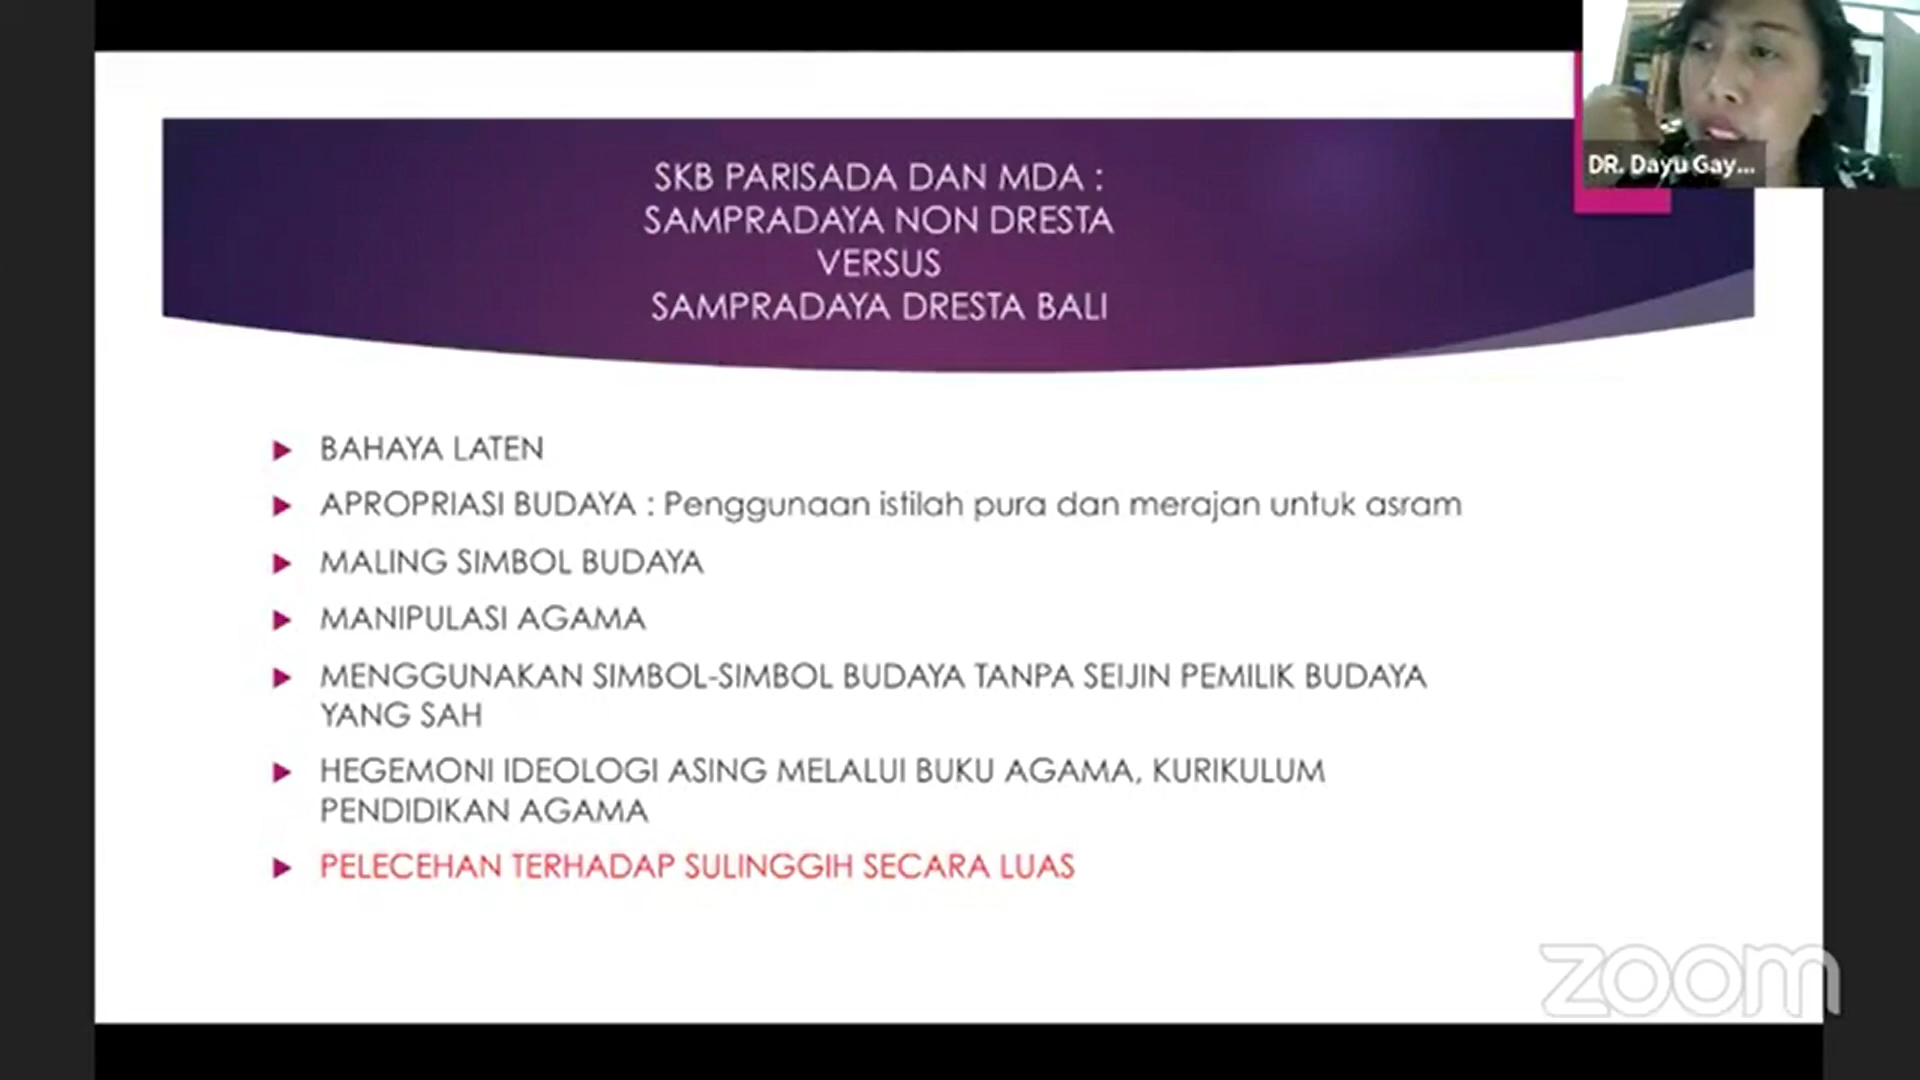 SKB PARISADA DAN MDA :
SAMPRADAYA NON DRESTA
VERSUS
SAMPRADAYA DRESTA BALI
DR. Dayu Gay...
BAHAYA LATEN
APROPRIASI BUDAYA : Penggunaan istilah pura dan merajan untuk asram
MALING SIMBOL BUDAYA
MANIPULASI AGAMA
MENGGUNAKAN SIMBOL-SIMBOL BUDAYA TANPA SEIJIN PEMILIK BUDAYA
YANG SAH
HEGEMONI IDEOLOGI ASING MELALUI BUKU AGAMA, KURIKULUM
PENDIDIKAN AGAMA
PELECEHAN TERHADAP SULINGGIH SECARA LUAS
zoom